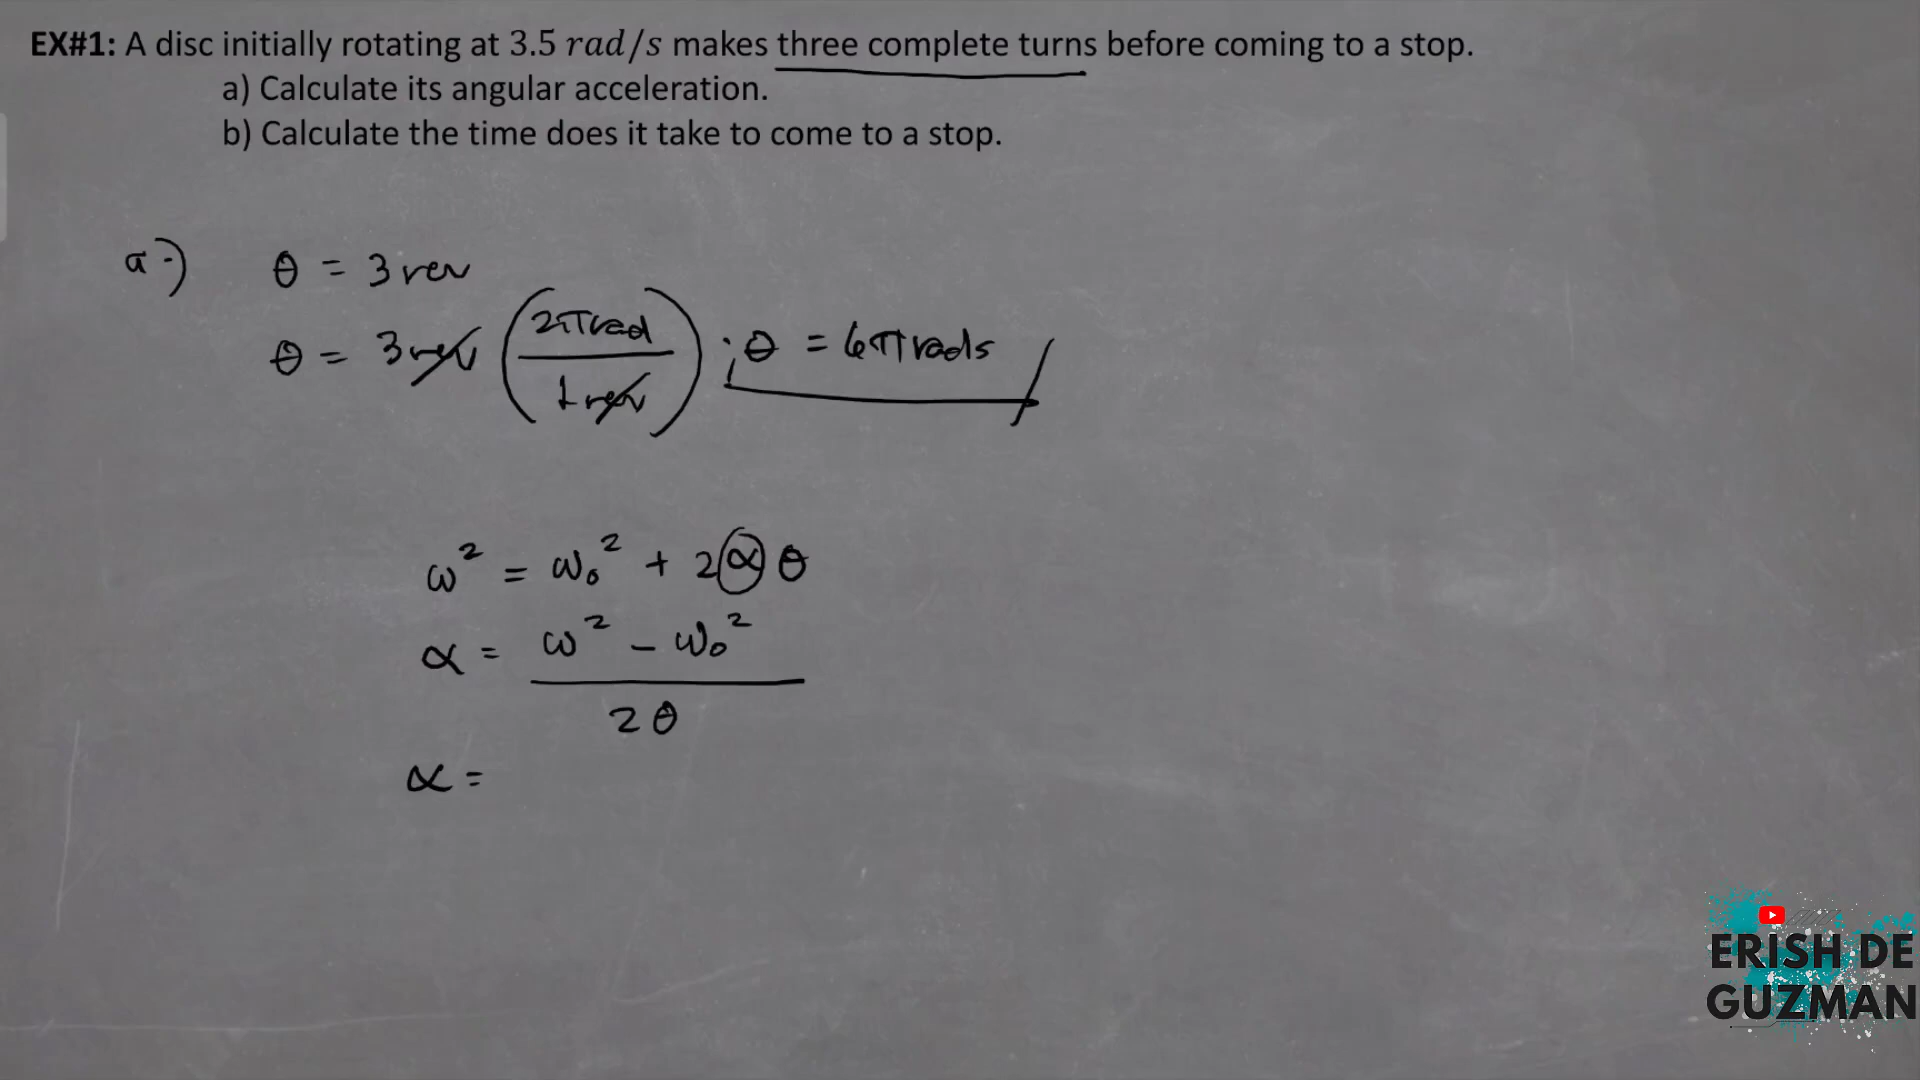 EX#1: A disc initially rotating at 3.5 rad/s makes three complete turns before coming to a stop.
a) Calculate its angular acceleration.
b) Calculate the time does it take to come to a stop.
a.) θ = 3 rev
θ = 3 rev (2π rad / 1 rev) ; θ = 6π rads
ω² = ω₀² + 2αθ
α = ω² - ω₀² / 2θ
α =
ERISH DE
GUZMAN